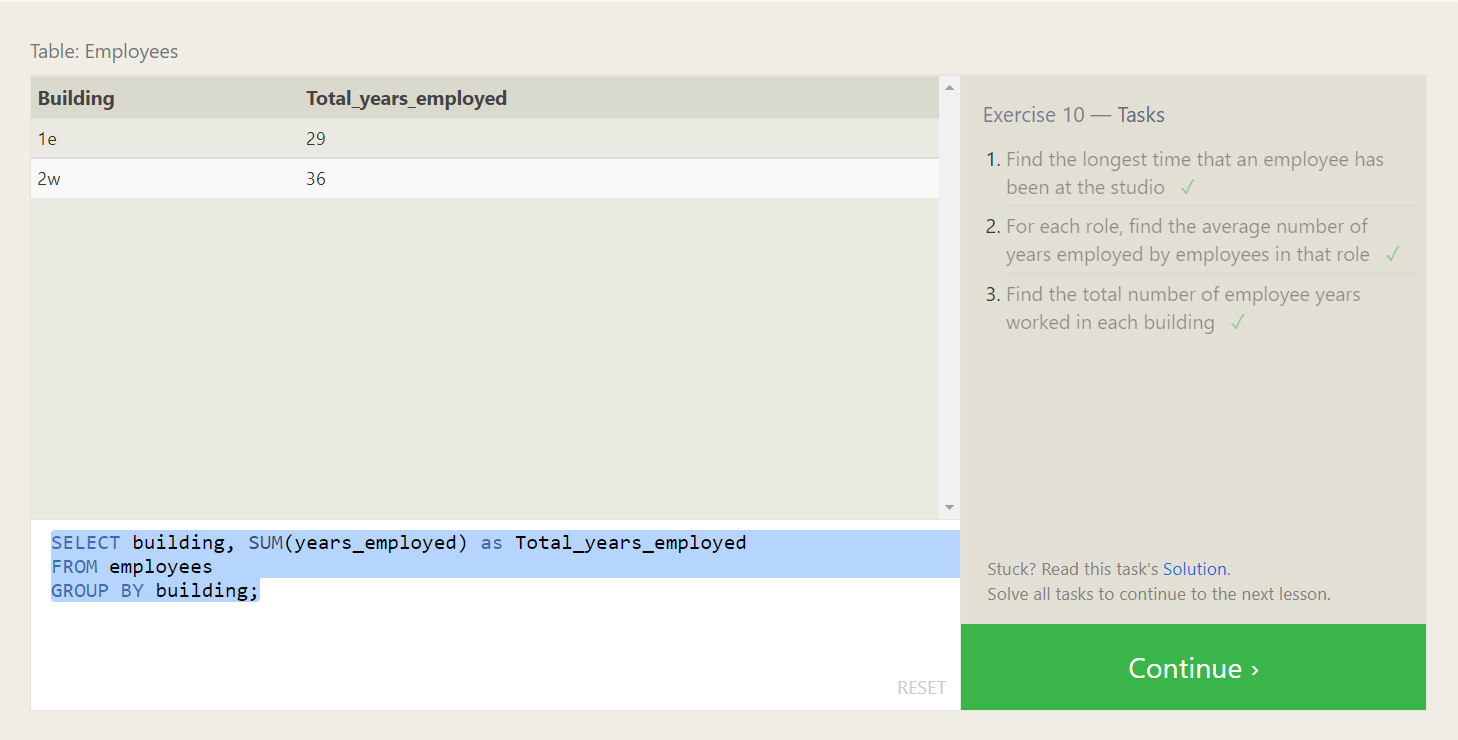 Table: Employees
Building Total_years_employed
1e 29
2w 36
SELECT building, SUM(years_employed) as Total_years_employed
FROM employees
GROUP BY building;
RESET
Exercise 10 — Tasks
1. Find the longest time that an employee has
been at the studio ✓
2. For each role, find the average number of
years employed by employees in that role ✓
3. Find the total number of employee years
worked in each building ✓
Stuck? Read this task's Solution.
Solve all tasks to continue to the next lesson.
Continue ›